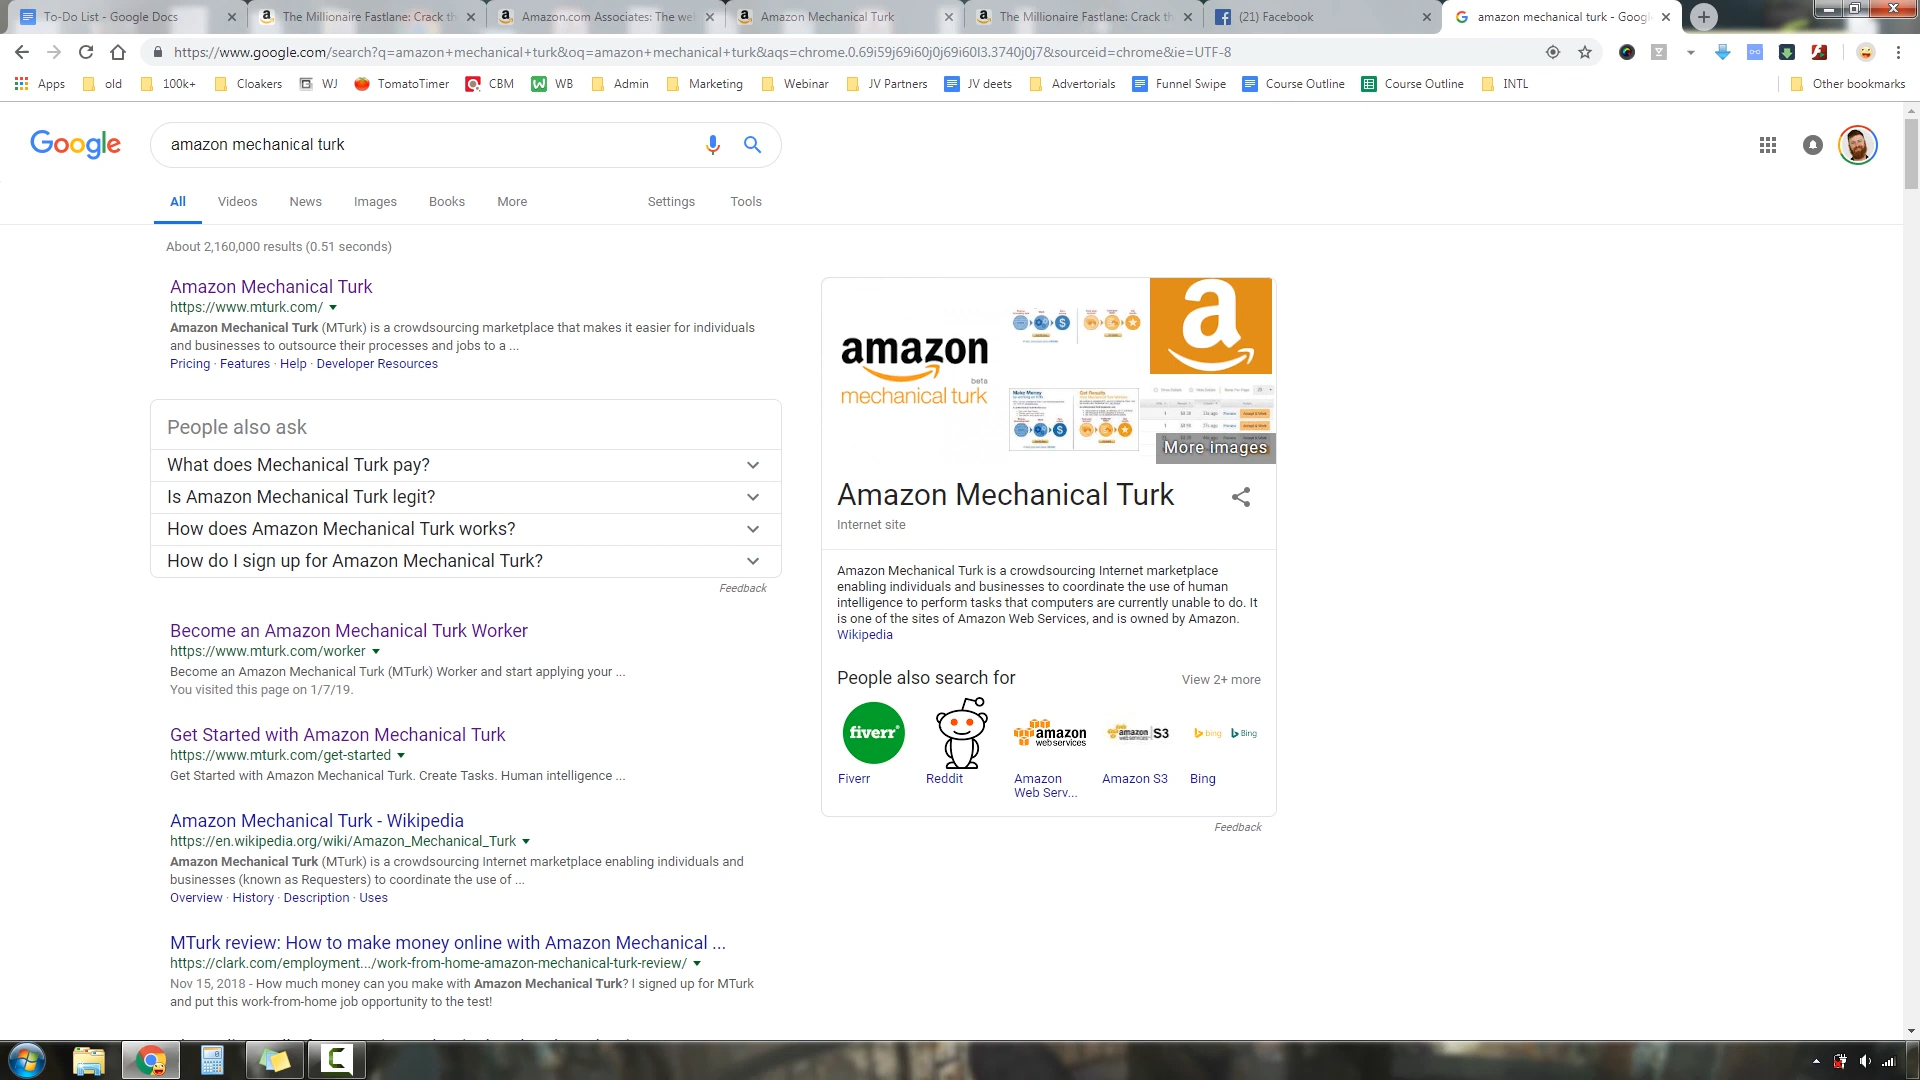 To-Do List - Google Docs
The Millionaire Fastlane: Crack th
Amazon.com Associates: The we
Amazon Mechanical Turk
The Millionaire Fastlane: Crack th
(21) Facebook
amazon mechanical turk - Googl
https://www.google.com/search?q=amazon+mechanical+turk&oq=amazon+mechanical+turk&aqs=chrome.0.69i59j69i60j0j69i60l3.3740j0j7&sourceid=chrome&ie=UTF-8
Apps old 100k+ Cloakers WJ TomatoTimer CBM WB Admin Marketing Webinar JV Partners JV deets Advertorials Funnel Swipe Course Outline Course Outline INTL Other bookmarks
Google
amazon mechanical turk
All Videos News Images Books More Settings Tools
About 2,160,000 results (0.51 seconds)
Amazon Mechanical Turk
https://www.mturk.com/
Amazon Mechanical Turk (MTurk) is a crowdsourcing marketplace that makes it easier for individuals
and businesses to outsource their processes and jobs to a ...
Pricing · Features · Help · Developer Resources
People also ask
What does Mechanical Turk pay?
Is Amazon Mechanical Turk legit?
How does Amazon Mechanical Turk works?
How do I sign up for Amazon Mechanical Turk?
Feedback
Become an Amazon Mechanical Turk Worker
https://www.mturk.com/worker
Become an Amazon Mechanical Turk (MTurk) Worker and start applying your ...
You visited this page on 1/7/19.
Get Started with Amazon Mechanical Turk
https://www.mturk.com/get-started
Get Started with Amazon Mechanical Turk. Create Tasks. Human intelligence ...
Amazon Mechanical Turk - Wikipedia
https://en.wikipedia.org/wiki/Amazon_Mechanical_Turk
Amazon Mechanical Turk (MTurk) is a crowdsourcing Internet marketplace enabling individuals and
businesses (known as Requesters) to coordinate the use of ...
Overview · History · Description · Uses
MTurk review: How to make money online with Amazon Mechanical ...
https://clark.com/employment.../work-from-home-amazon-mechanical-turk-review/
Nov 15, 2018 - How much money can you make with Amazon Mechanical Turk? I signed up for MTurk
and put this work-from-home job opportunity to the test!
amazon
beta
mechanical turk
Make Money
Get Results
More images
Amazon Mechanical Turk
Internet site
Amazon Mechanical Turk is a crowdsourcing Internet marketplace
enabling individuals and businesses to coordinate the use of human
intelligence to perform tasks that computers are currently unable to do. It
is one of the sites of Amazon Web Services, and is owned by Amazon.
Wikipedia
People also search for
View 2+ more
fiverr
amazon
webservices
amazon
S3
bing
Bing
Fiverr
Reddit
Amazon
Web Serv...
Amazon S3
Bing
Feedback